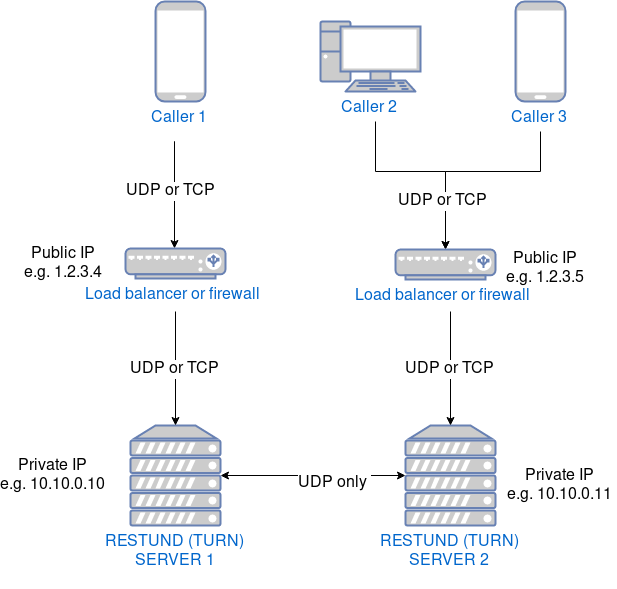 Caller 1
Caller 2
Caller 3
UDP or TCP
UDP or TCP
Public IP
e.g. 1.2.3.4
Load balancer or firewall
Public IP
e.g. 1.2.3.5
Load balancer or firewall
UDP or TCP
UDP or TCP
Private IP
e.g. 10.10.0.10
UDP only
Private IP
e.g. 10.10.0.11
RESTUND (TURN)
SERVER 1
RESTUND (TURN)
SERVER 2